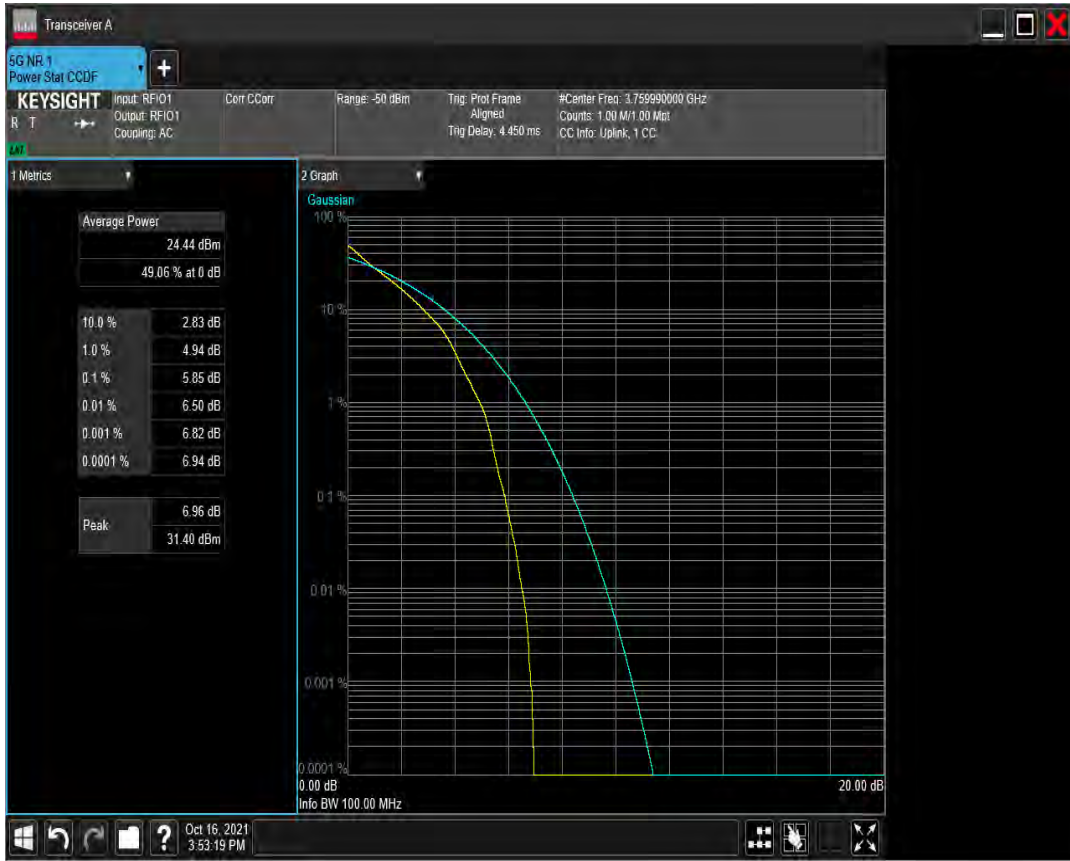 Transceiver A
5G NR 1
Power Stat CCDF
+
KEYSIGHT
R T
LXI
Input: RFIO1
Output: RFIO1
Coupling: AC
Corr CCorr
Range: -50 dBm
Trig: Prot Frame
Aligned
Trig Delay: 4.450 ms
#Center Freq: 3.759990000 GHz
Counts: 1.00 M/1.00 Mpt
CC Info: Uplink, 1 CC
1 Metrics
Average Power
24.44 dBm
49.06 % at 0 dB
10.0 % 2.83 dB
1.0 % 4.94 dB
0.1 % 5.85 dB
0.01 % 6.50 dB
0.001 % 6.82 dB
0.0001 % 6.94 dB
Peak 6.96 dB
31.40 dBm
2 Graph
Gaussian
100 %
10 %
1 %
0.1 %
0.01 %
0.001 %
0.0001 %
0.00 dB 20.00 dB
Info BW 100.00 MHz
? Oct 16, 2021
3:53:19 PM